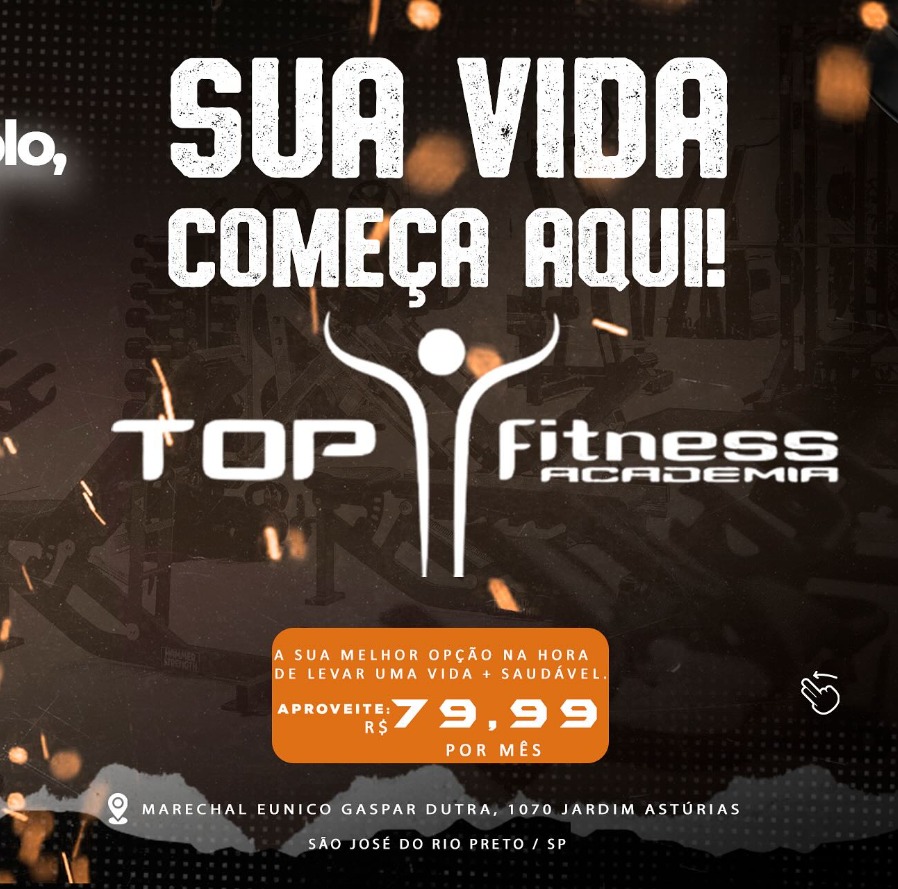 SUA VIDA
COMEÇA AQUI!
TOP Fitness
ACADEMIA
A SUA MELHOR OPÇÃO NA HORA
DE LEVAR UMA VIDA + SAUDÁVEL.
APROVEITE:
R$ 79,99
POR MÊS
MARECHAL EUNICO GASPAR DUTRA, 1070 JARDIM ASTÚRIAS
SÃO JOSÉ DO RIO PRETO / SP